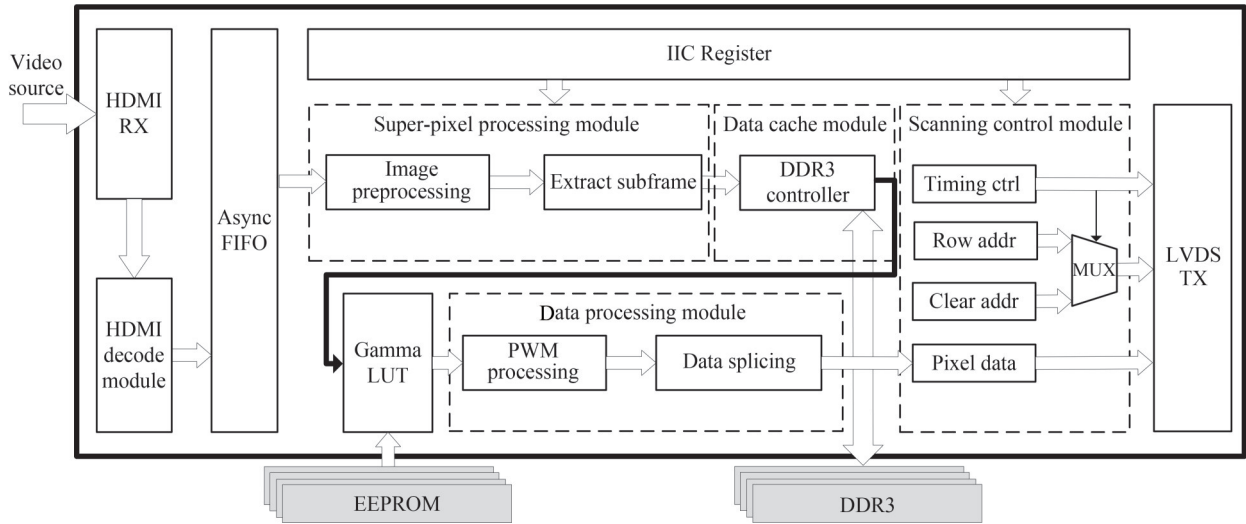 Video
source
HDMI
RX
HDMI
decode
module
Async
FIFO
IIC Register
Super-pixel processing module
Image
preprocessing
Extract subframe
Data cache module
DDR3
controller
Scanning control module
Timing ctrl
Row addr
Clear addr
MUX
Pixel data
LVDS
TX
Gamma
LUT
Data processing module
PWM
processing
Data splicing
EEPROM
DDR3